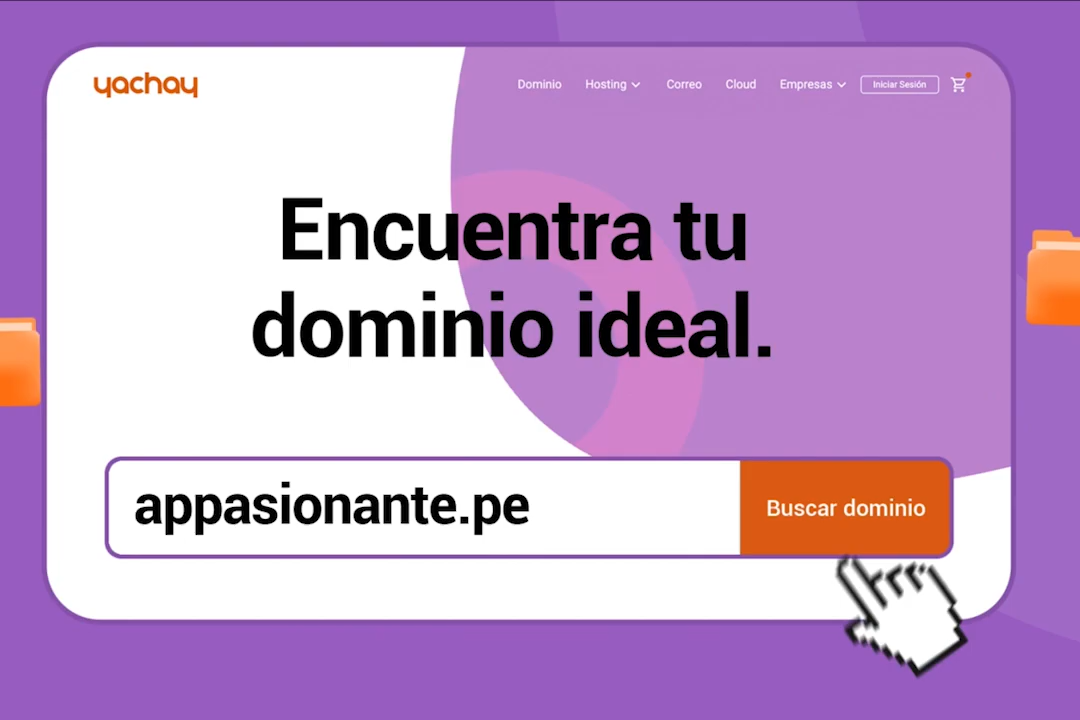 yachay
Dominio Hosting Correo Cloud Empresas Iniciar Sesión
Encuentra tu
dominio ideal.
appasionante.pe
Buscar dominio